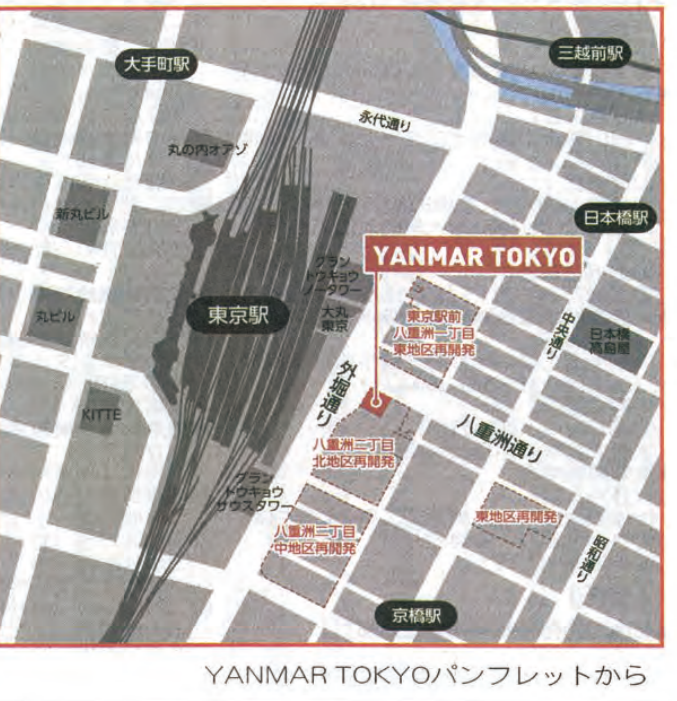 大手町駅
三越前駅
永代通り
丸の内オアゾ
新丸ビル
日本橋駅
YANMAR TOKYO
グラン
トウキョウ
ノータワー
丸ビル
東京駅
大丸
東京
東京駅前
八重洲一丁目
東地区再開発
中央通り
日本橋
高島屋
外堀通り
KITTE
八重洲通り
八重洲二丁目
北地区再開発
グラン
トウキョウ
サウスタワー
東地区再開発
八重洲二丁目
中地区再開発
昭和通り
京橋駅
YANMAR TOKYOパンフレットから